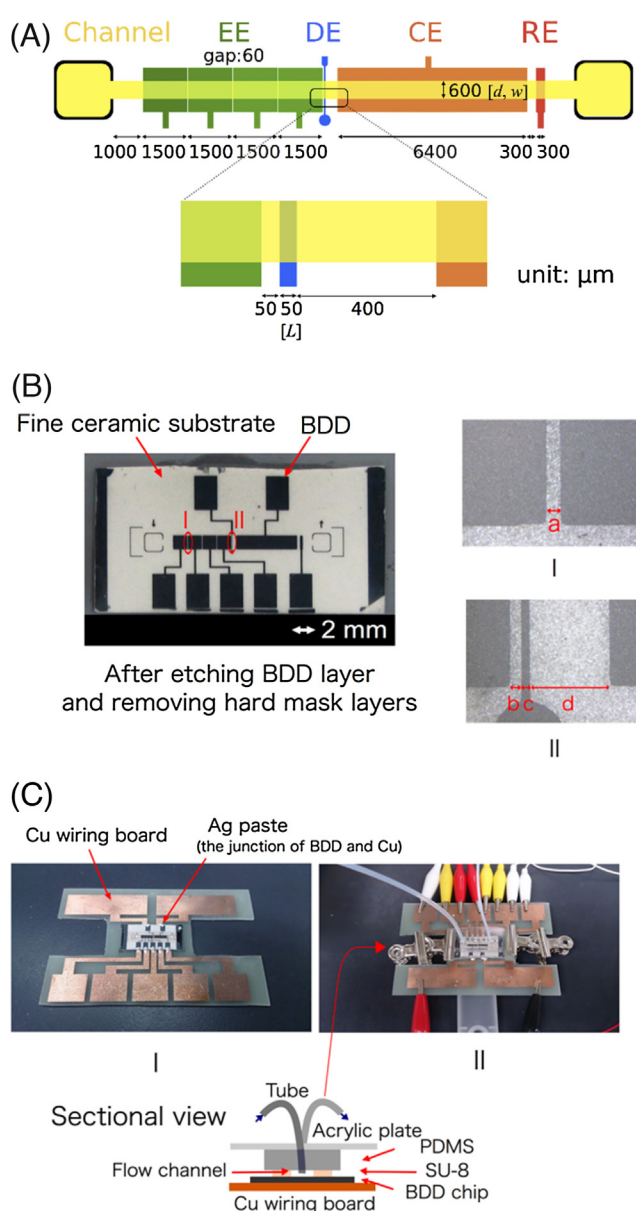 (A)
Channel EE DE CE RE
gap:60
600 [d, w]
1000 1500 1500 1500 1500 6400 300 300
unit: μm
50 50 400
[L]
(B)
Fine ceramic substrate BDD
I II
2 mm
After etching BDD layer
and removing hard mask layers
a
I
b c d
II
(C)
Cu wiring board
Ag paste
(the junction of BDD and Cu)
I II
Sectional view
Tube
Acrylic plate
PDMS
Flow channel
SU-8
BDD chip
Cu wiring board